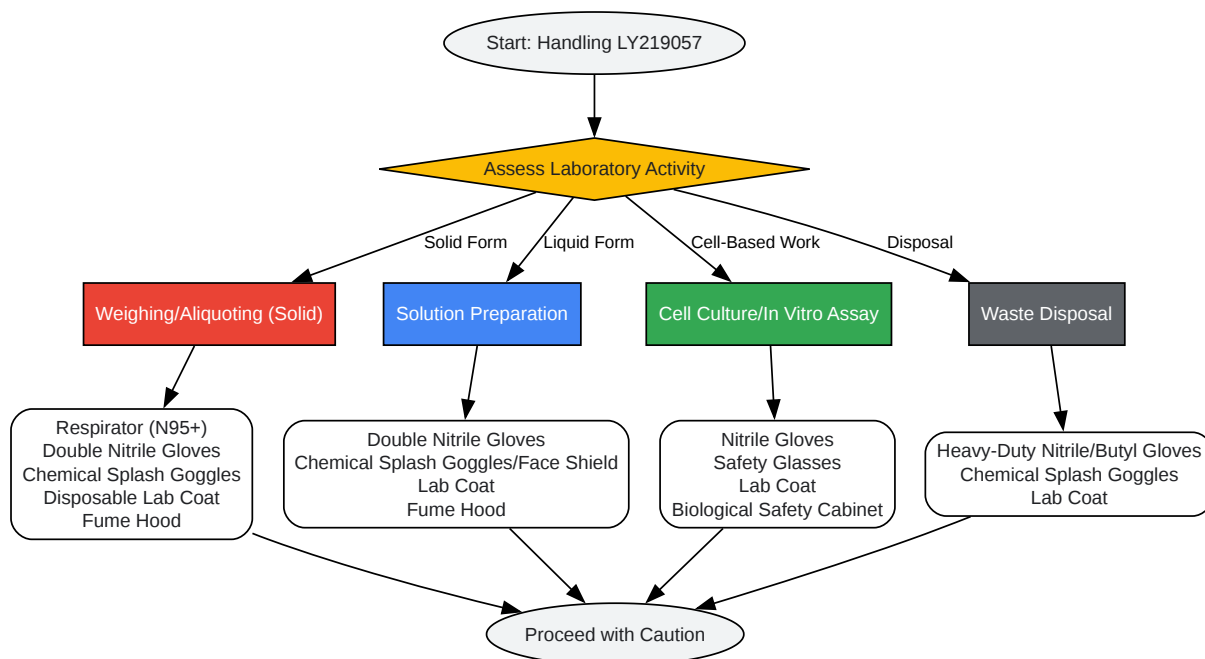 Start: Handling LY219057
Assess Laboratory Activity
Solid Form
Liquid Form
Cell-Based Work
Disposal
Weighing/Aliquoting (Solid)
Solution Preparation
Cell Culture/In Vitro Assay
Waste Disposal
Respirator (N95+)
Double Nitrile Gloves
Chemical Splash Goggles
Disposable Lab Coat
Fume Hood
Double Nitrile Gloves
Chemical Splash Goggles/Face Shield
Lab Coat
Fume Hood
Nitrile Gloves
Safety Glasses
Lab Coat
Biological Safety Cabinet
Heavy-Duty Nitrile/Butyl Gloves
Chemical Splash Goggles
Lab Coat
Proceed with Caution